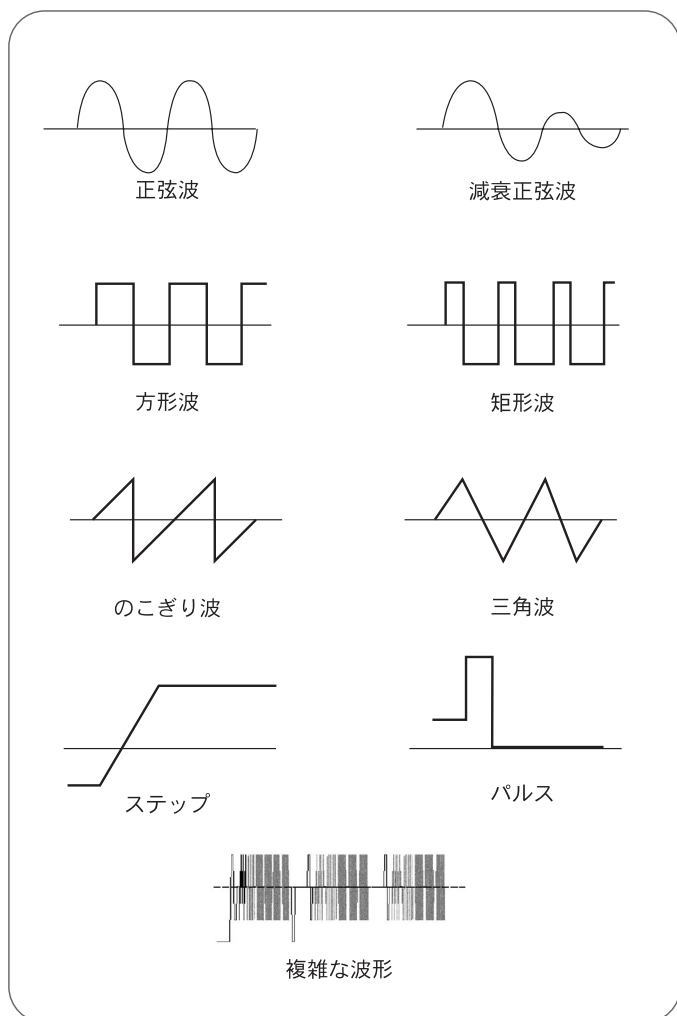 正弦波
減衰正弦波
方形波
矩形波
のこぎり波
三角波
ステップ
パルス
複雑な波形